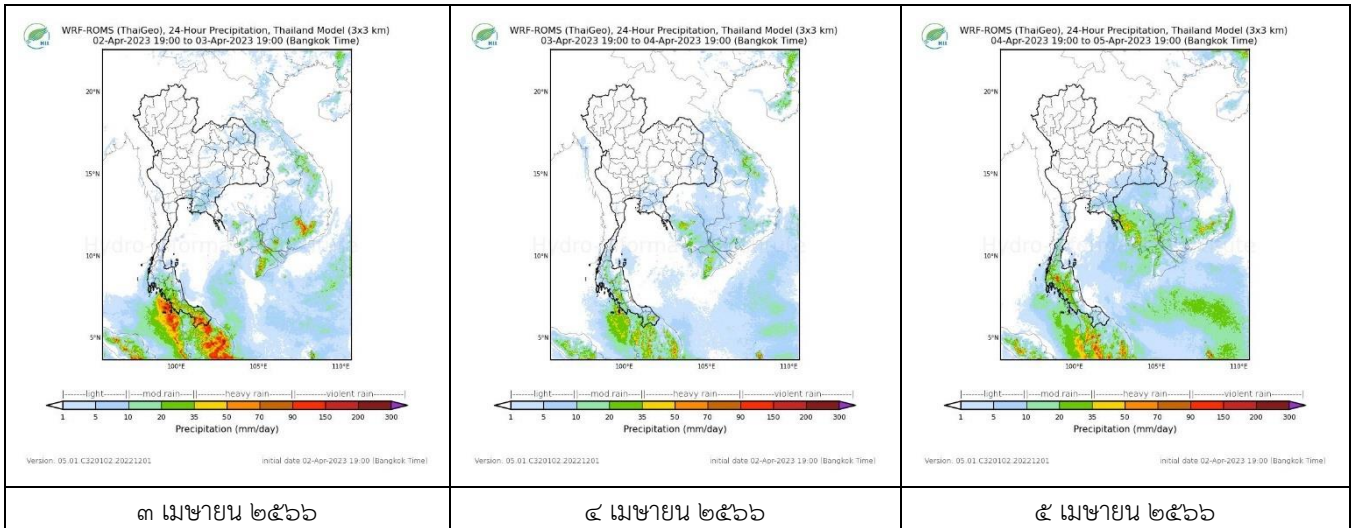 HII
WRF-ROMS (ThaiGeo), 24-Hour Precipitation, Thailand Model (3x3 km)
02-Apr-2023 19:00 to 03-Apr-2023 19:00 (Bangkok Time)
20°N
15°N
10°N
5°N
100°E 105°E 110°E
|------light------||---mod rain---||------heavy rain------||------violent rain------|
1 5 10 20 35 50 70 90 150 200 300
Precipitation (mm/day)
Version: 05.01.C320102.20221201 initial date 02-Apr-2023 19:00 (Bangkok Time)
๓ เมษายน ๒๕๖๖
HII
WRF-ROMS (ThaiGeo), 24-Hour Precipitation, Thailand Model (3x3 km)
03-Apr-2023 19:00 to 04-Apr-2023 19:00 (Bangkok Time)
20°N
15°N
10°N
5°N
100°E 105°E 110°E
|------light------||---mod rain---||------heavy rain------||------violent rain------|
1 5 10 20 35 50 70 90 150 200 300
Precipitation (mm/day)
Version: 05.01.C320102.20221201 initial date 02-Apr-2023 19:00 (Bangkok Time)
๔ เมษายน ๒๕๖๖
HII
WRF-ROMS (ThaiGeo), 24-Hour Precipitation, Thailand Model (3x3 km)
04-Apr-2023 19:00 to 05-Apr-2023 19:00 (Bangkok Time)
20°N
15°N
10°N
5°N
100°E 105°E 110°E
|------light------||---mod rain---||------heavy rain------||------violent rain------|
1 5 10 20 35 50 70 90 150 200 300
Precipitation (mm/day)
Version: 05.01.C320102.20221201 initial date 02-Apr-2023 19:00 (Bangkok Time)
๕ เมษายน ๒๕๖๖